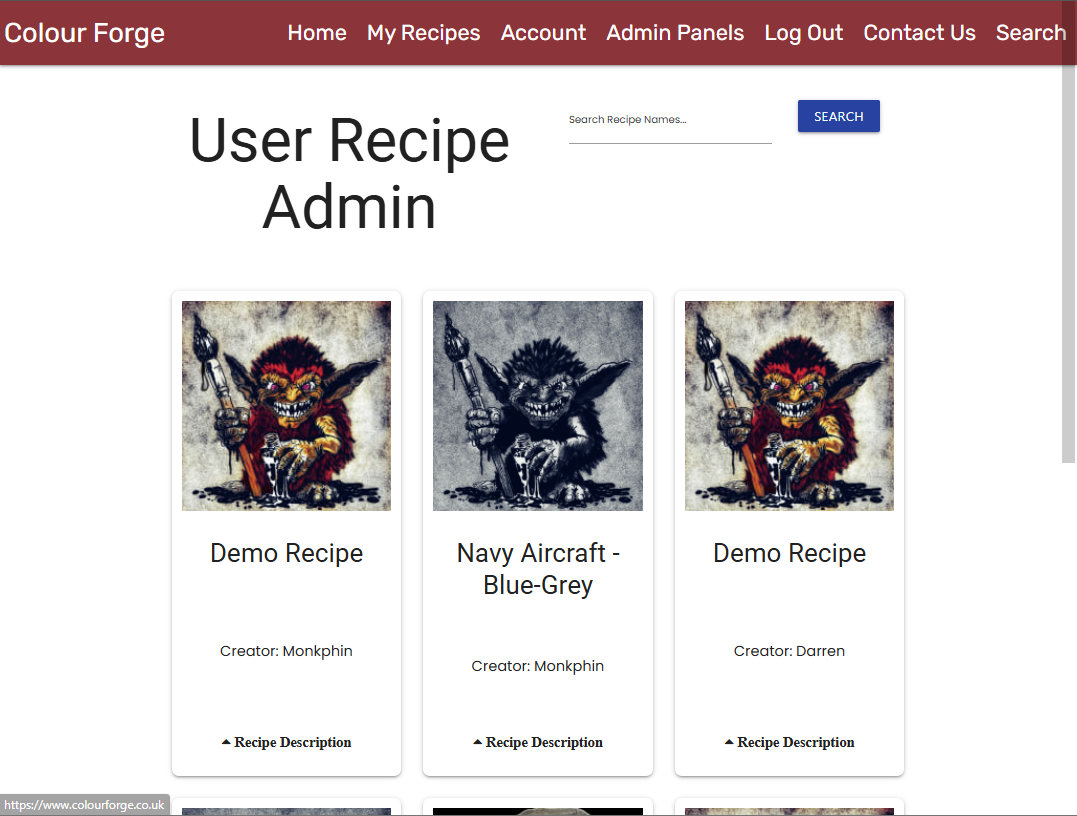 Colour Forge Home My Recipes Account Admin Panels Log Out Contact Us Search
User Recipe
Admin
Search Recipe Names...
SEARCH
Demo Recipe
Creator: Monkphin
Recipe Description
Navy Aircraft -
Blue-Grey
Creator: Monkphin
Recipe Description
Demo Recipe
Creator: Darren
Recipe Description
https://www.colourforge.co.uk